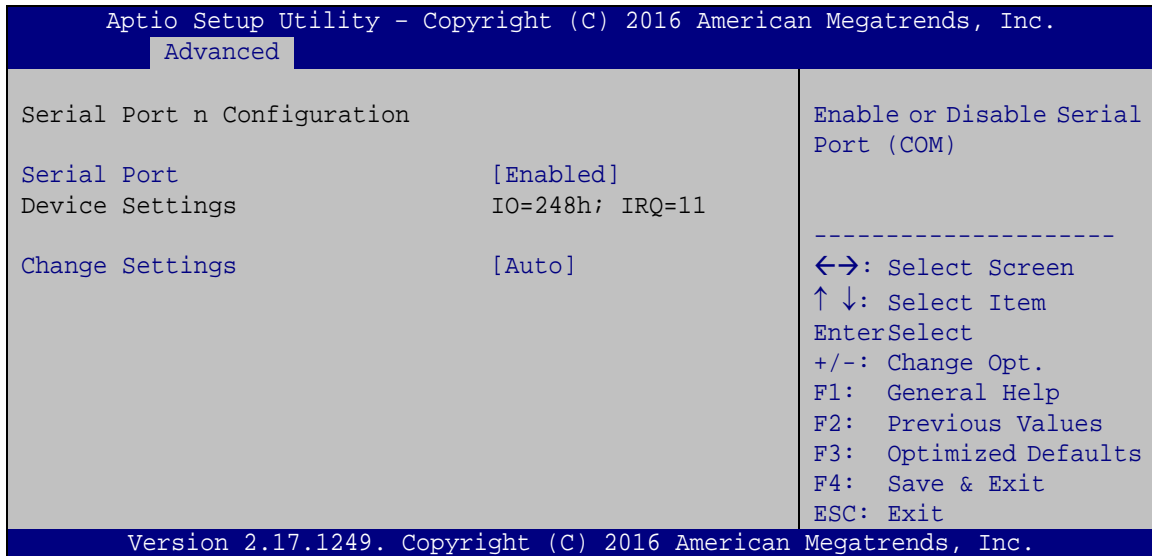 Aptio Setup Utility – Copyright (C) 2016 American Megatrends, Inc.
Advanced
Serial Port n Configuration
Serial Port [Enabled]
Device Settings IO=248h; IRQ=11
Change Settings [Auto]
Enable or Disable Serial
Port (COM)
---------------------
←→: Select Screen
↑ ↓: Select Item
EnterSelect
+/-: Change Opt.
F1: General Help
F2: Previous Values
F3: Optimized Defaults
F4: Save & Exit
ESC: Exit
Version 2.17.1249. Copyright (C) 2016 American Megatrends, Inc.